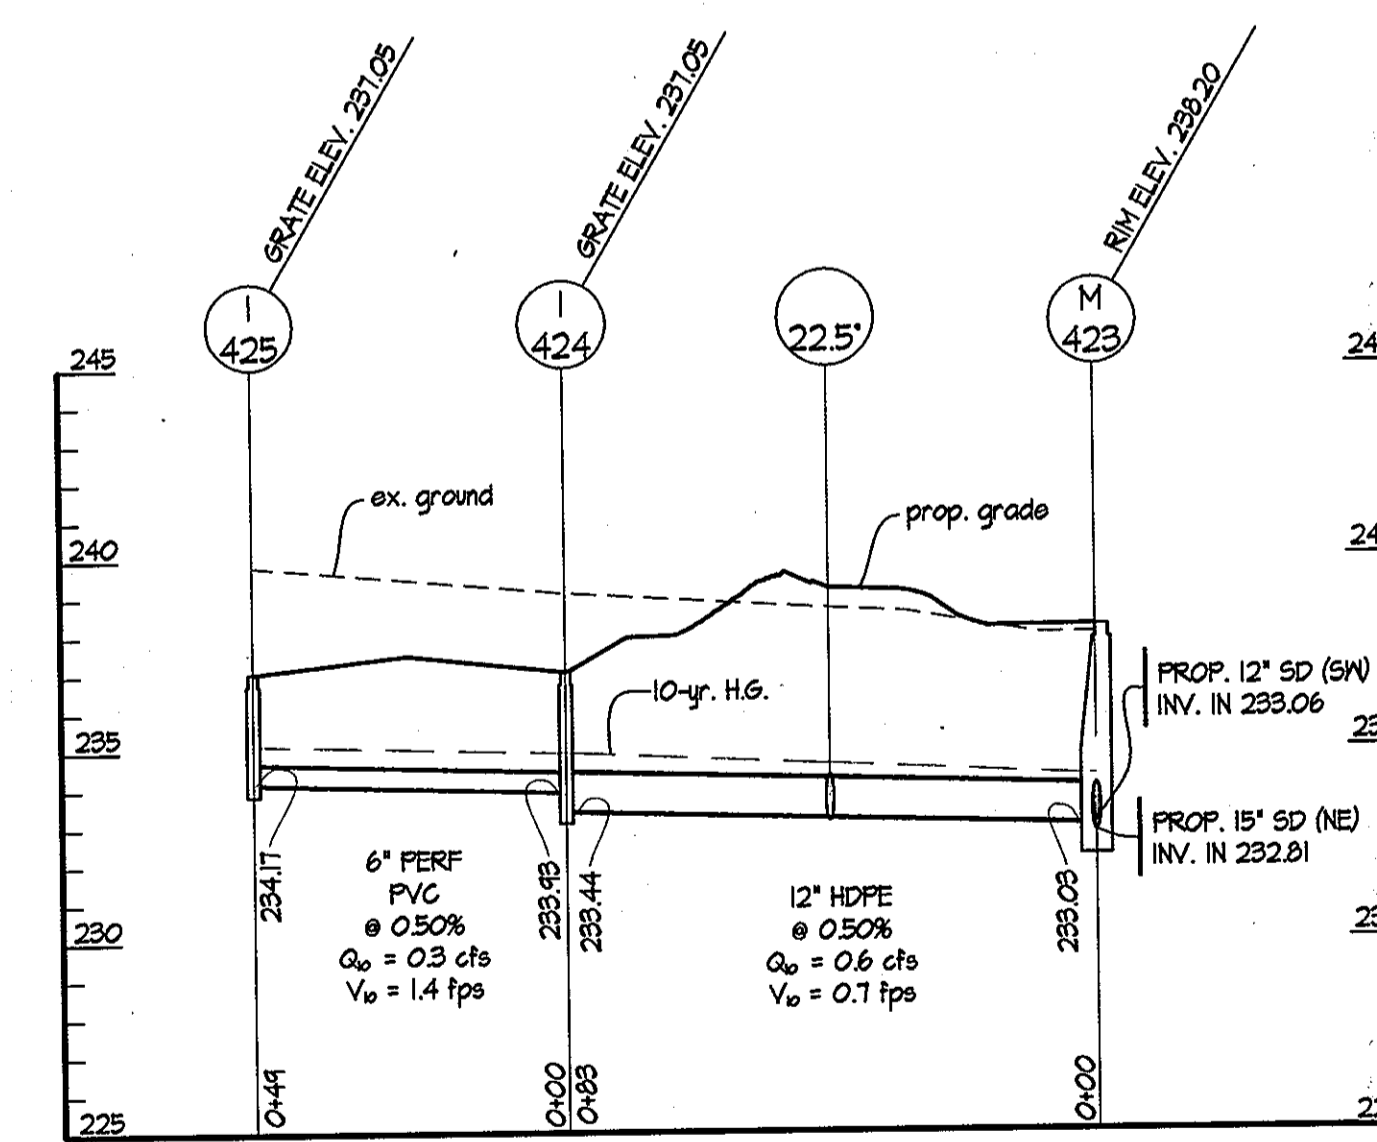 GRATE ELEV. 237.05
GRATE ELEV. 237.05
RIM ELEV. 238.20
I
425
I
424
22.5°
M
423
245
240
235
230
225
ex. ground
prop. grade
10-yr. H.G.
PROP. 12" SD (SW)
INV. IN 233.06
PROP. 15" SD (NE)
INV. IN 232.81
234.17
6" PERF
PVC
@ 0.50%
Q10 = 0.3 cfs
V10 = 1.4 fps
233.93
233.44
12" HDPE
@ 0.50%
Q10 = 0.6 cfs
V10 = 0.7 fps
233.03
0+49
0+00
0+83
0+00